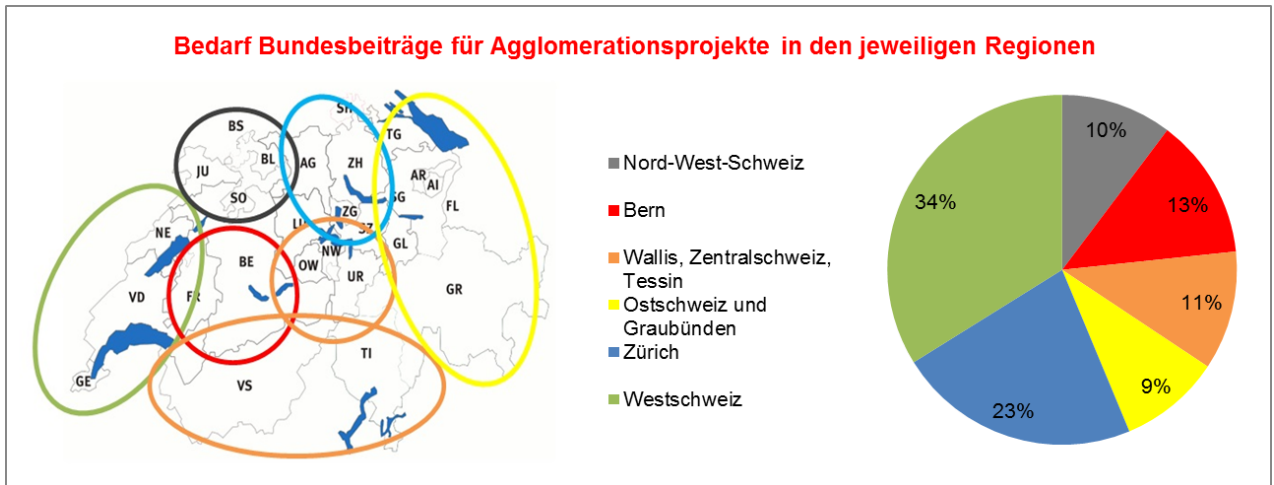 Bedarf Bundesbeiträge für Agglomerationsprojekte in den jeweiligen Regionen
BS
JU
BL
SO
AG
SH
ZH
TG
AR
AI
SG
FL
ZG
SZ
LU
NW
OW
UR
GL
GR
NE
VD
FR
BE
GE
VS
TI
Nord-West-Schweiz
Bern
Wallis, Zentralschweiz,
Tessin
Ostschweiz und
Graubünden
Zürich
Westschweiz
10%
13%
11%
9%
23%
34%